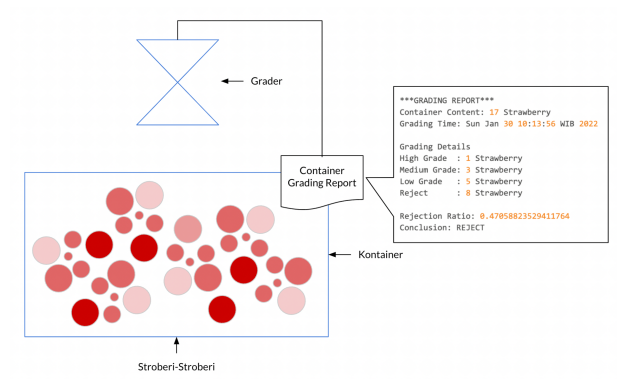 Grader
***GRADING REPORT***
Container Content: 17 Strawberry
Grading Time: Sun Jan 30 10:13:56 WIB 2022
Grading Details
High Grade  : 1 Strawberry
Medium Grade: 3 Strawberry
Low Grade   : 5 Strawberry
Reject      : 8 Strawberry
Rejection Ratio: 0.47058823529411764
Conclusion: REJECT
Container
Grading Report
Kontainer
Stroberi-Stroberi